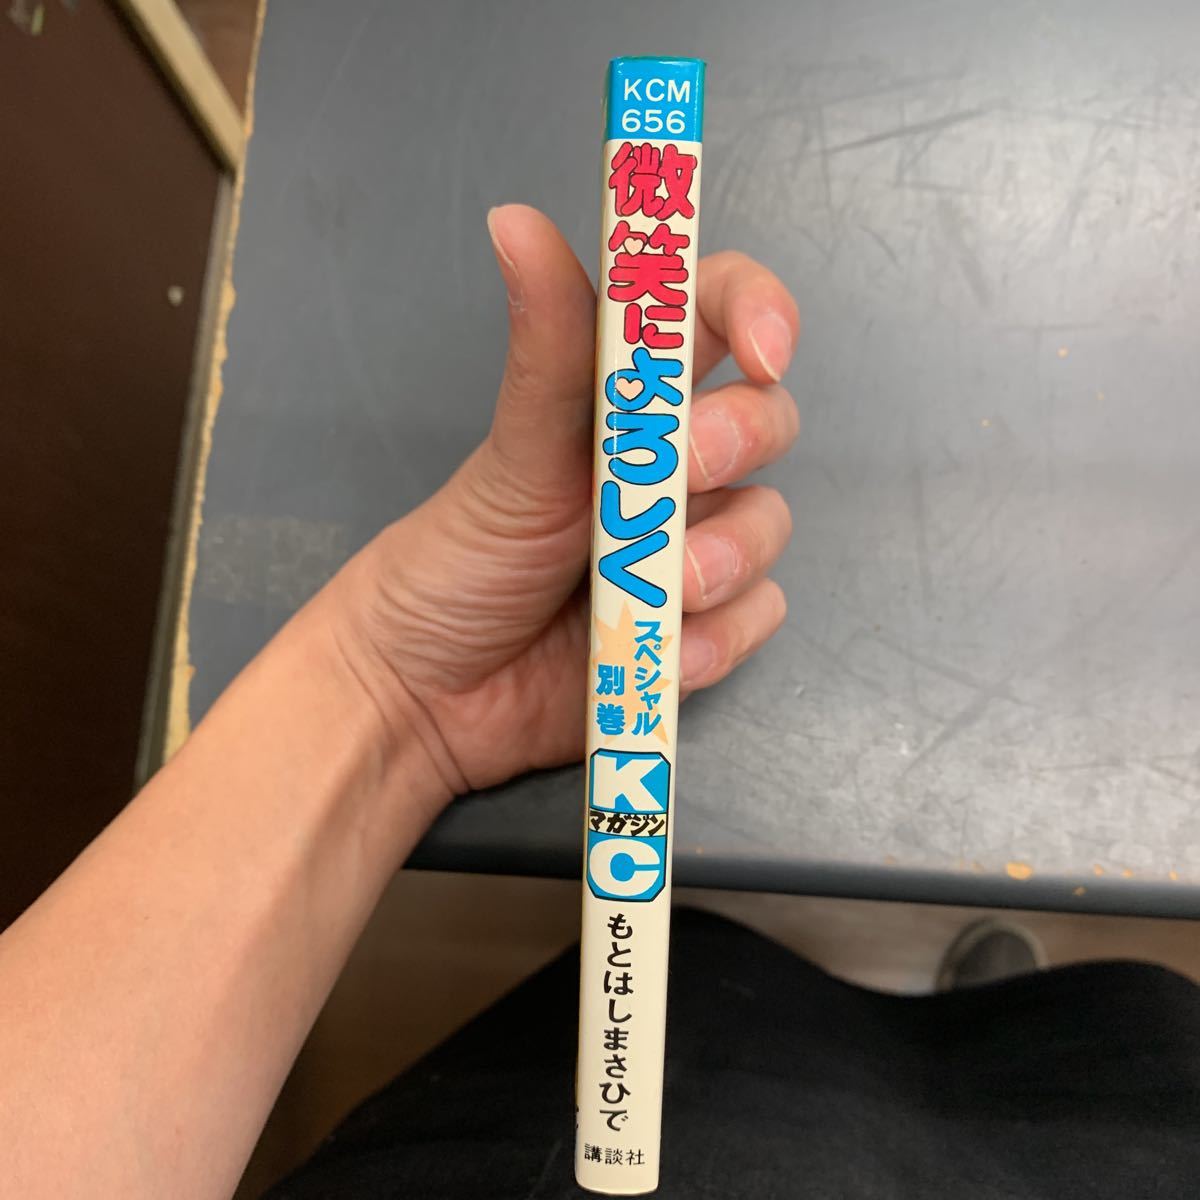 KCM
656
微笑によろしく
スペシャル
別巻
K
マガジン
C
もとはしまさひで
講談社